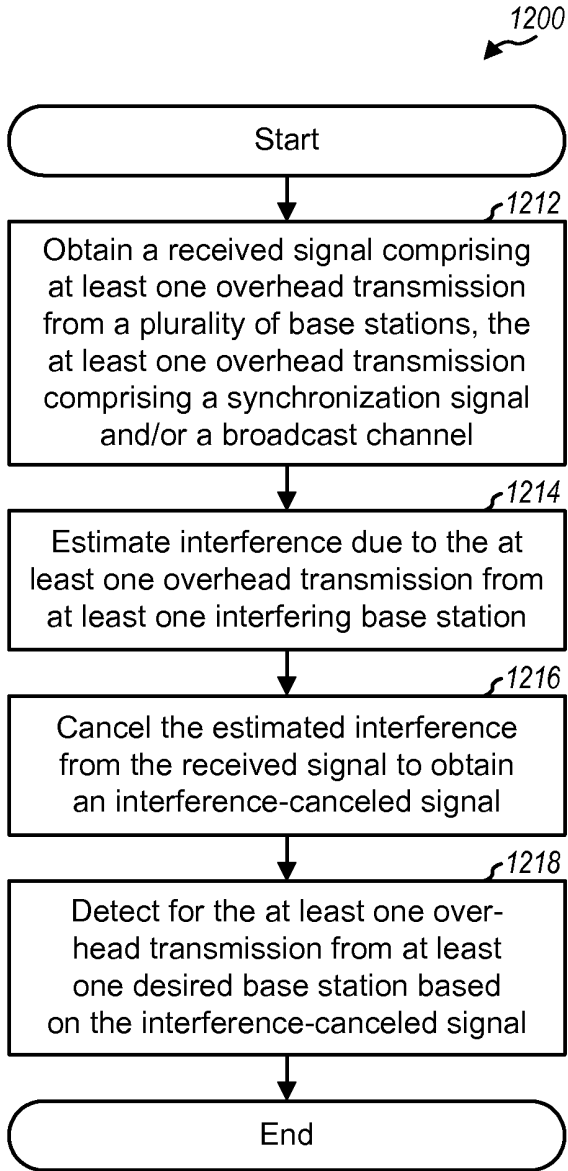 1200
Start
1212
Obtain a received signal comprising
at least one overhead transmission
from a plurality of base stations, the
at least one overhead transmission
comprising a synchronization signal
and/or a broadcast channel
1214
Estimate interference due to the at
least one overhead transmission from
at least one interfering base station
1216
Cancel the estimated interference
from the received signal to obtain
an interference-canceled signal
1218
Detect for the at least one over-
head transmission from at least
one desired base station based
on the interference-canceled signal
End